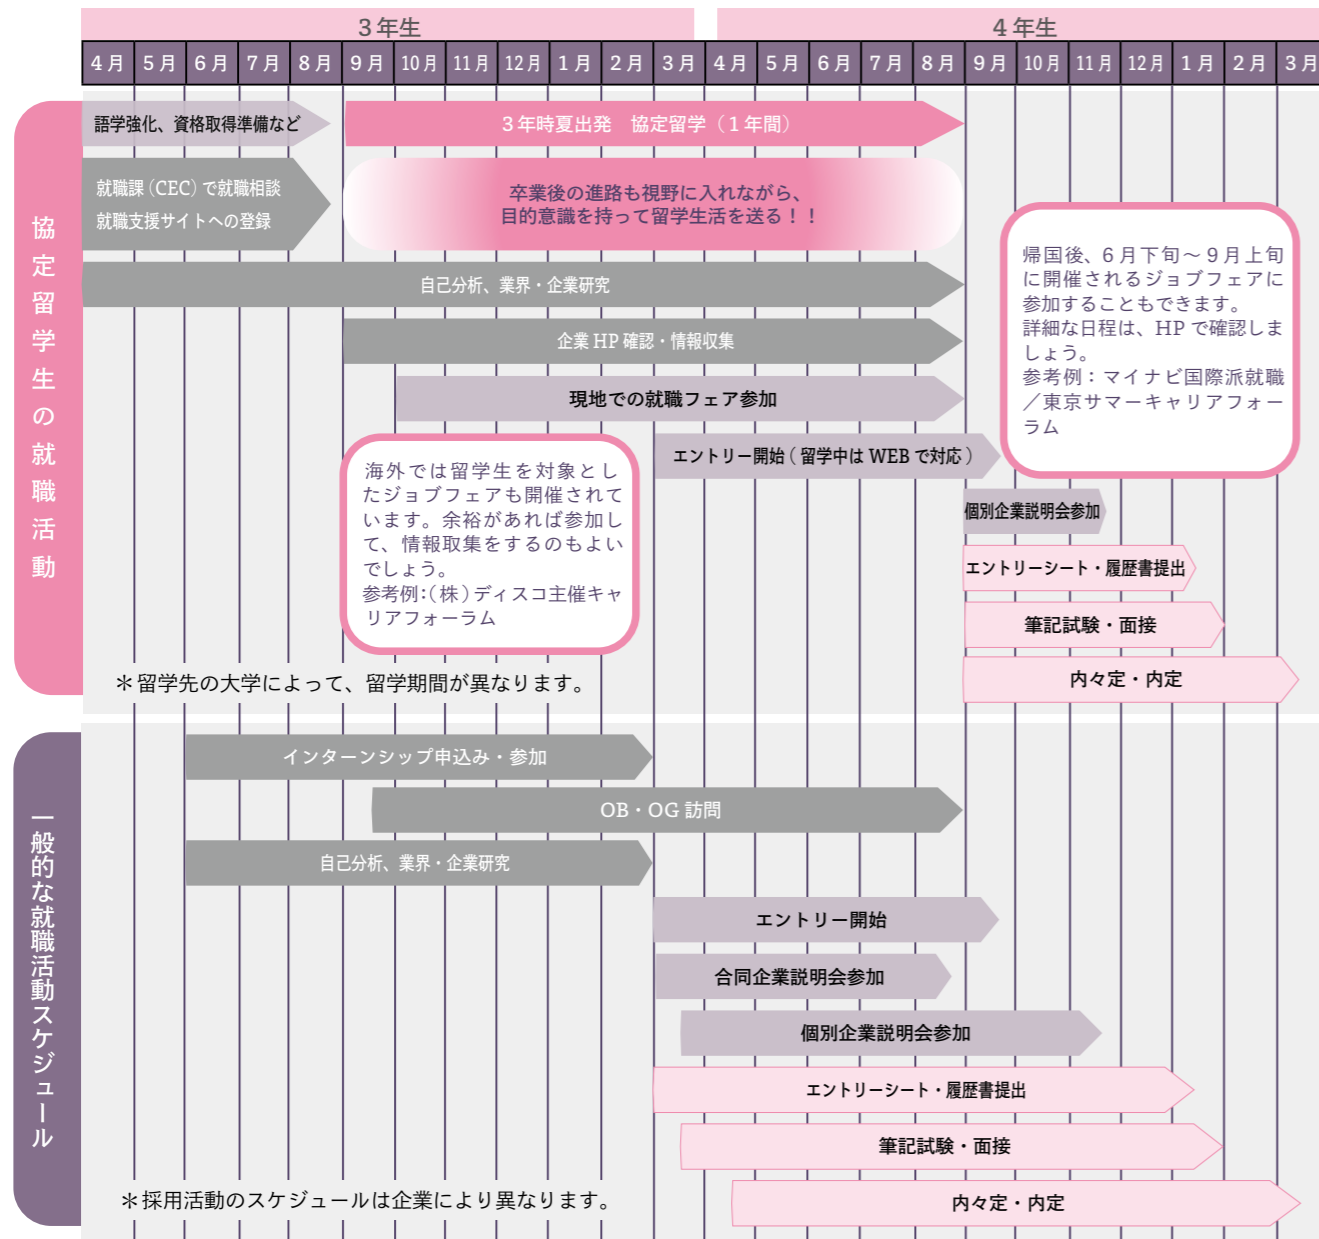 3年生
4年生
4月 5月 6月 7月 8月 9月 10月 11月 12月 1月 2月 3月 4月 5月 6月 7月 8月 9月 10月 11月 12月 1月 2月 3月
協定留学生の就職活動
語学強化、資格取得準備など
3年時夏出発 協定留学(1年間)
就職課(CEC)で就職相談
就職支援サイトへの登録
卒業後の進路も視野に入れながら、
目的意識を持って留学生活を送る!!
自己分析、業界・企業研究
企業 HP 確認・情報収集
現地での就職フェア参加
エントリー開始(留学中は WEB で対応)
帰国後、6月下旬〜9月上旬
に開催されるジョブフェアに
参加することもできます。
詳細な日程は、HP で確認しま
しょう。
参考例:マイナビ国際派就職
/東京サマーキャリアフォー
ラム
海外では留学生を対象とし
たジョブフェアも開催されて
います。余裕があれば参加し
て、情報取集をするのもよい
でしょう。
参考例:(株)ディスコ主催キャ
リアフォーラム
個別企業説明会参加
エントリーシート・履歴書提出
筆記試験・面接
内々定・内定
*留学先の大学によって、留学期間が異なります。
一般的な就職活動スケジュール
インターンシップ申込み・参加
OB・OG 訪問
自己分析、業界・企業研究
エントリー開始
合同企業説明会参加
個別企業説明会参加
エントリーシート・履歴書提出
筆記試験・面接
内々定・内定
*採用活動のスケジュールは企業により異なります。